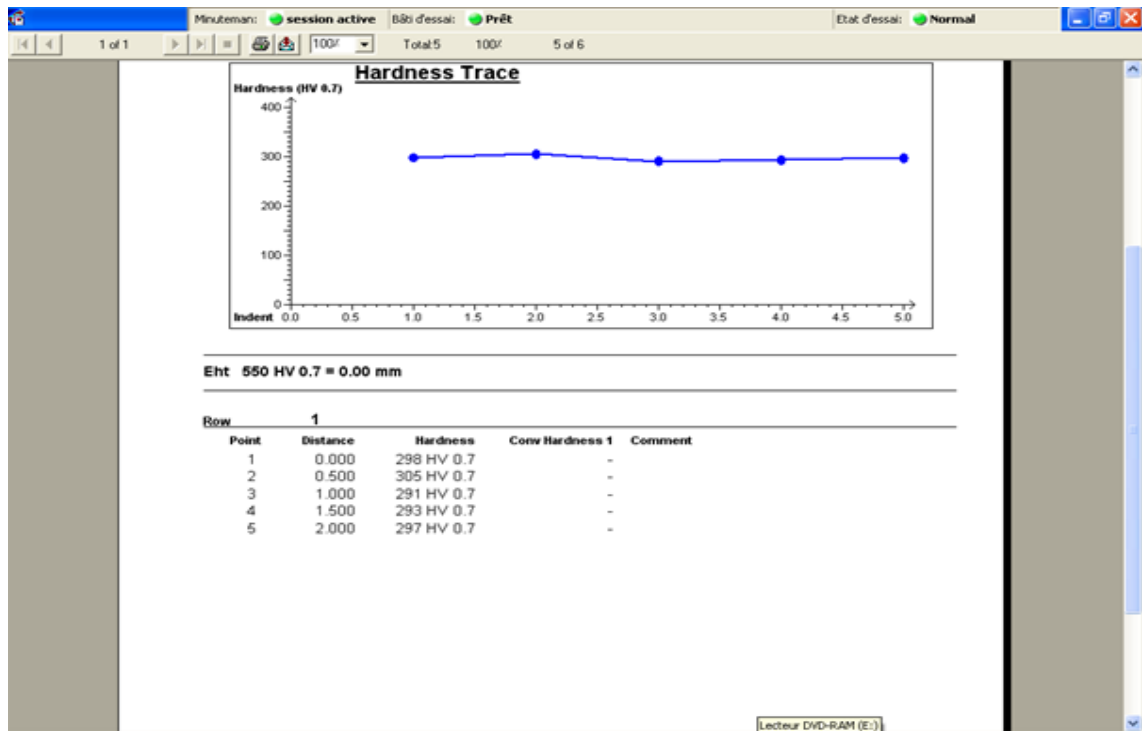 Minuteman: session active Bâti d'essai: Prêt Etat d'essai: Normal
1 of 1 100% Total:5 100% 5 of 6
Hardness Trace
Hardness (HV 0.7)
400
300
200
100
0
Indent 0.0 0.5 1.0 1.5 2.0 2.5 3.0 3.5 4.0 4.5 5.0
Eht 550 HV 0.7 = 0.00 mm
Row 1
Point Distance Hardness Conv Hardness 1 Comment
1 0.000 298 HV 0.7 -
2 0.500 305 HV 0.7 -
3 1.000 291 HV 0.7 -
4 1.500 293 HV 0.7 -
5 2.000 297 HV 0.7 -
Lecteur DVD-RAM (E:)